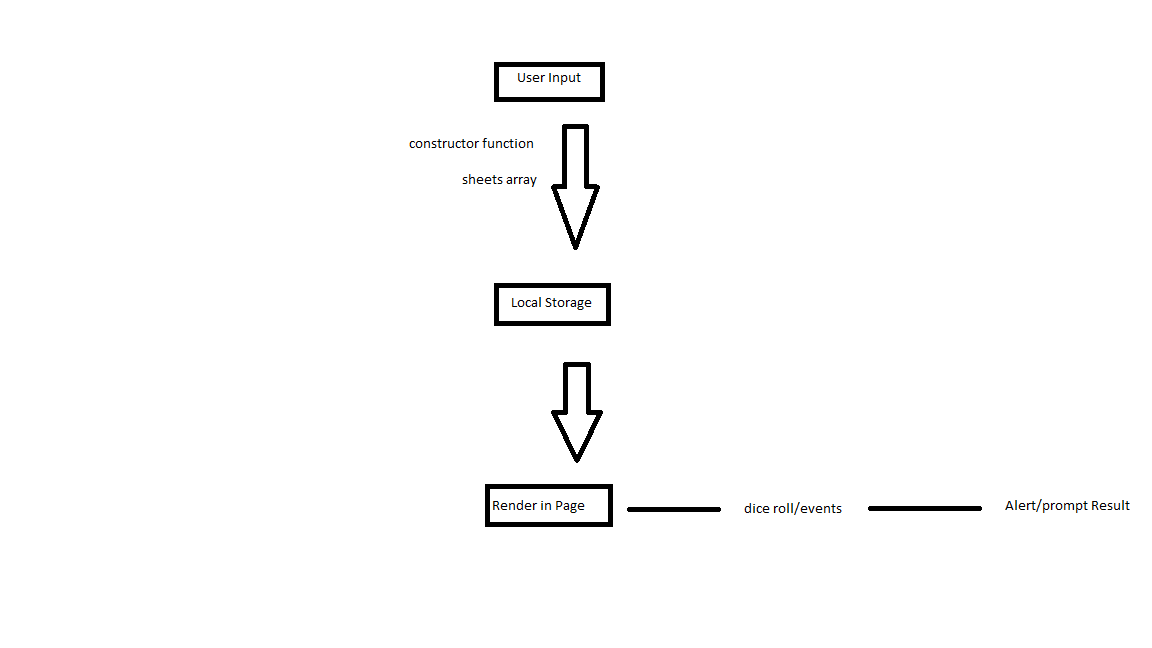 User Input
constructor function
sheets array
Local Storage
Render in Page
dice roll/events
Alert/prompt Result